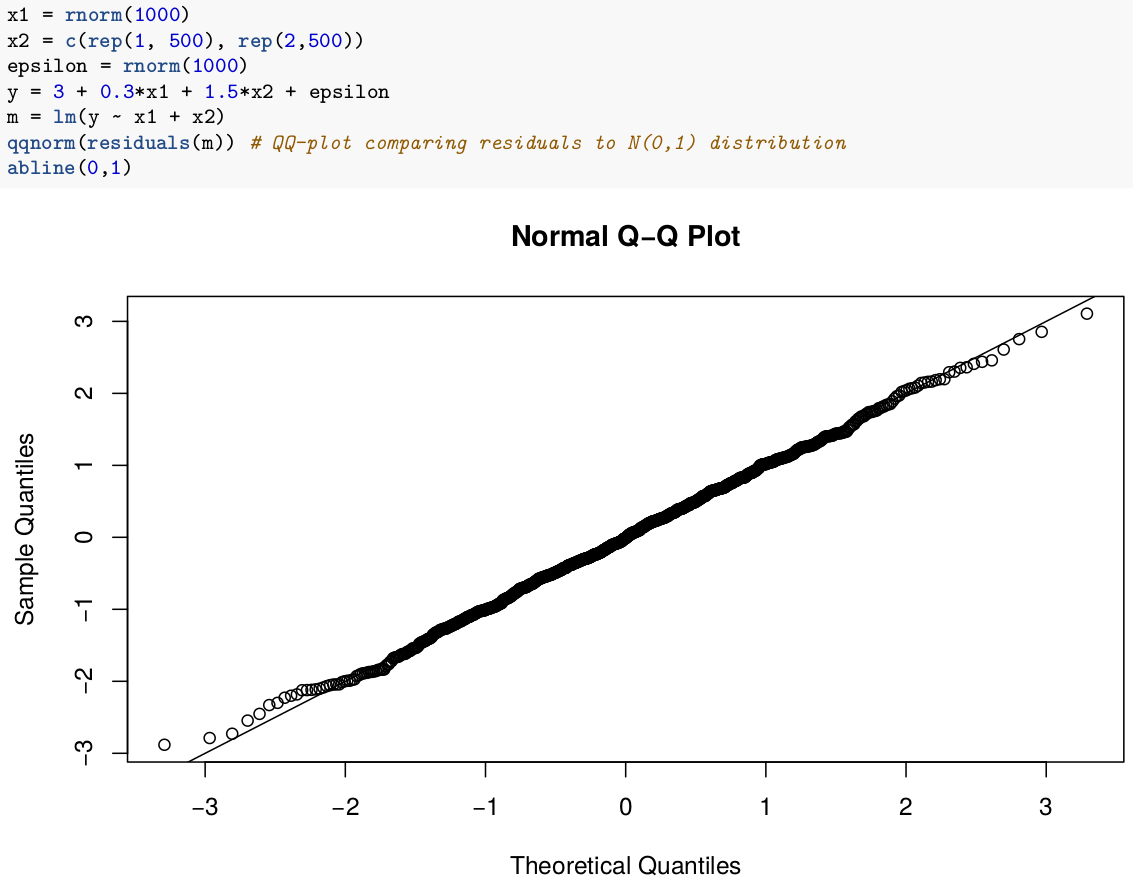 x1 = rnorm(1000)
x2 = c(rep(1, 500), rep(2,500))
epsilon = rnorm(1000)
y = 3 + 0.3*x1 + 1.5*x2 + epsilon
m = lm(y ~ x1 + x2)
qqnorm(residuals(m)) # QQ-plot comparing residuals to N(0,1) distribution
abline(0,1)
Normal Q−Q Plot
3
2
1
0
−1
−2
−3
Sample Quantiles
−3 −2 −1 0 1 2 3
Theoretical Quantiles